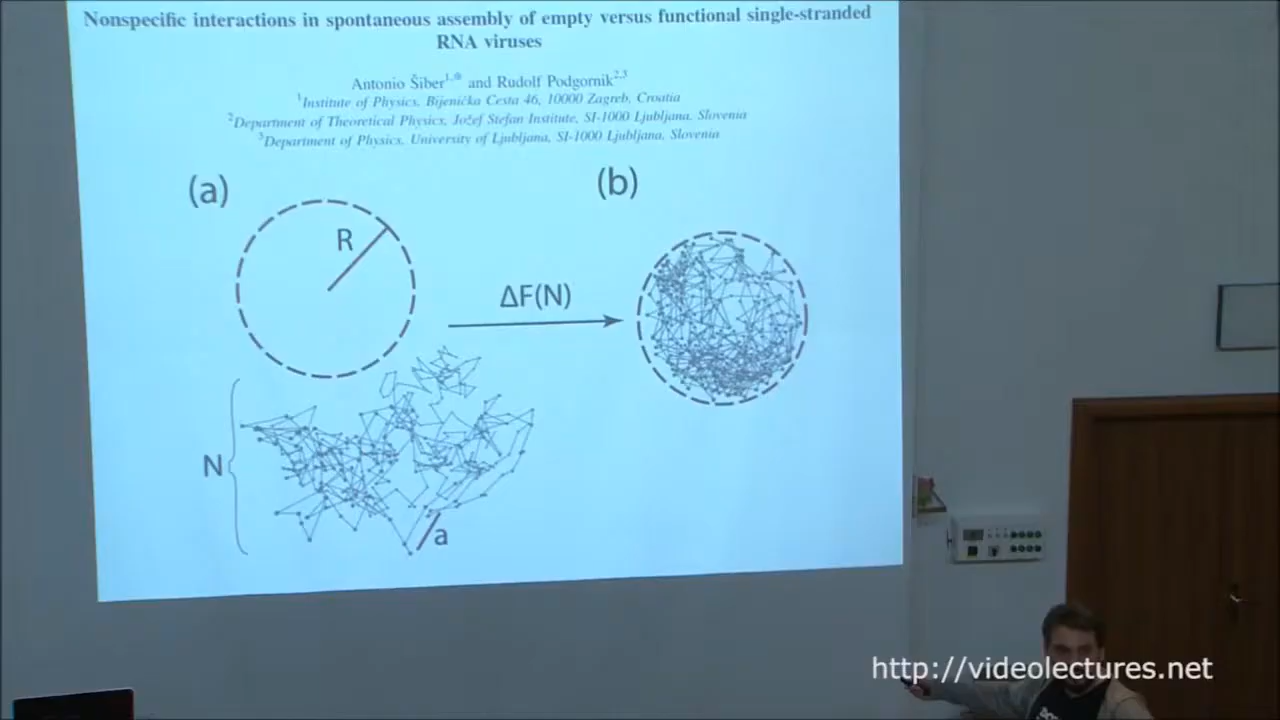 Nonspecific interactions in spontaneous assembly of empty versus functional single-stranded
RNA viruses
Antonio Šiber1,* and Rudolf Podgornik2,3
1Institute of Physics, Bijenička Cesta 46, 10000 Zagreb, Croatia
2Department of Theoretical Physics, Jožef Stefan Institute, SI-1000 Ljubljana, Slovenia
3Department of Physics, University of Ljubljana, SI-1000 Ljubljana, Slovenia
(a)
(b)
R
ΔF(N)
N
a
http://videolectures.net